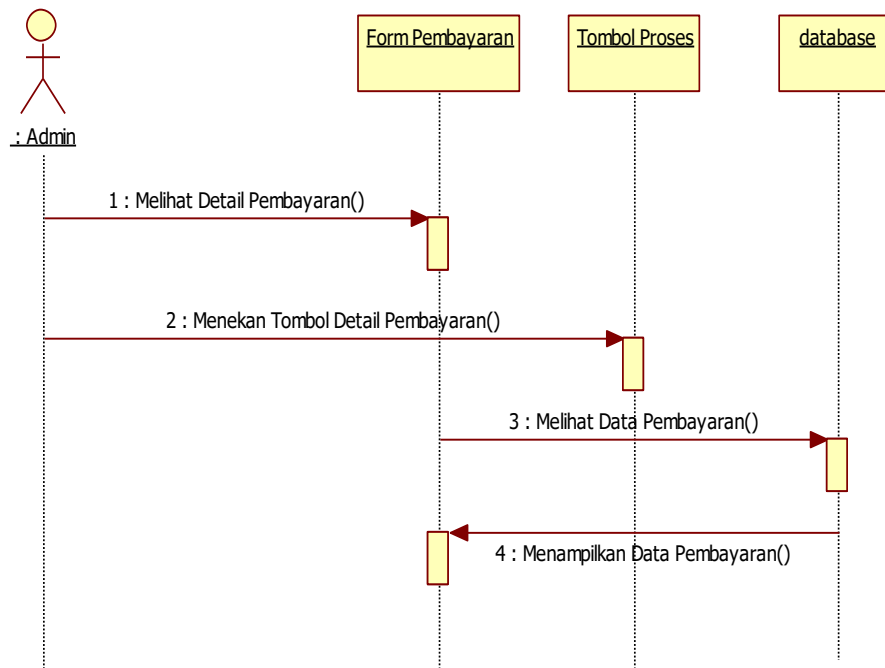 Form Pembayaran
Tombol Proses
database
: Admin
1 : Melihat Detail Pembayaran()
2 : Menekan Tombol Detail Pembayaran()
3 : Melihat Data Pembayaran()
4 : Menampilkan Data Pembayaran()